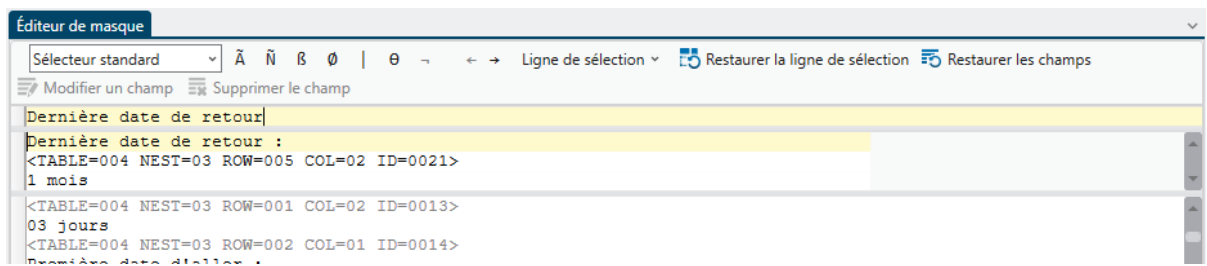 Éditeur de masque
Sélecteur standard Ã Ñ ß Ø | θ ¬ ← → Ligne de sélection Restaurer la ligne de sélection Restaurer les champs
Modifier un champ Supprimer le champ
Dernière date de retour
Dernière date de retour :
<TABLE=004 NEST=03 ROW=005 COL=02 ID=0021>
1 mois
<TABLE=004 NEST=03 ROW=001 COL=02 ID=0013>
03 jours
<TABLE=004 NEST=03 ROW=002 COL=01 ID=0014>
Première date d'aller :